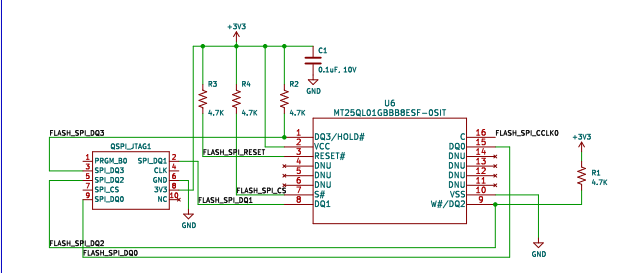 +3V3
C1
0.1uF, 10V
GND
R3
4.7K
R4
4.7K
R2
4.7K
U6
MT25QL01GBBB8ESF-0SIT
FLASH_SPI_DQ3
1 DQ3/HOLD# C 16 FLASH_SPI_CCLK0
2 VCC DQ0 15
3 RESET# DNU 14
4 DNU DNU 13
5 DNU DNU 12
6 DNU DNU 11
7 S# VSS 10
8 DQ1 W#/DQ2 9
FLASH_SPI_RESET
FLASH_SPI_CS
FLASH_SPI_DQ1
+3V3
R1
4.7K
GND
QSPI_JTAG1
1 PRGM_B0 SPI_DQ1 2
3 SPI_DQ3 CLK 4
5 SPI_DQ2 GND 6
7 SPI_CS 3V3 8
9 SPI_DQ0 NC 10
GND
FLASH_SPI_DQ2
FLASH_SPI_DQ0